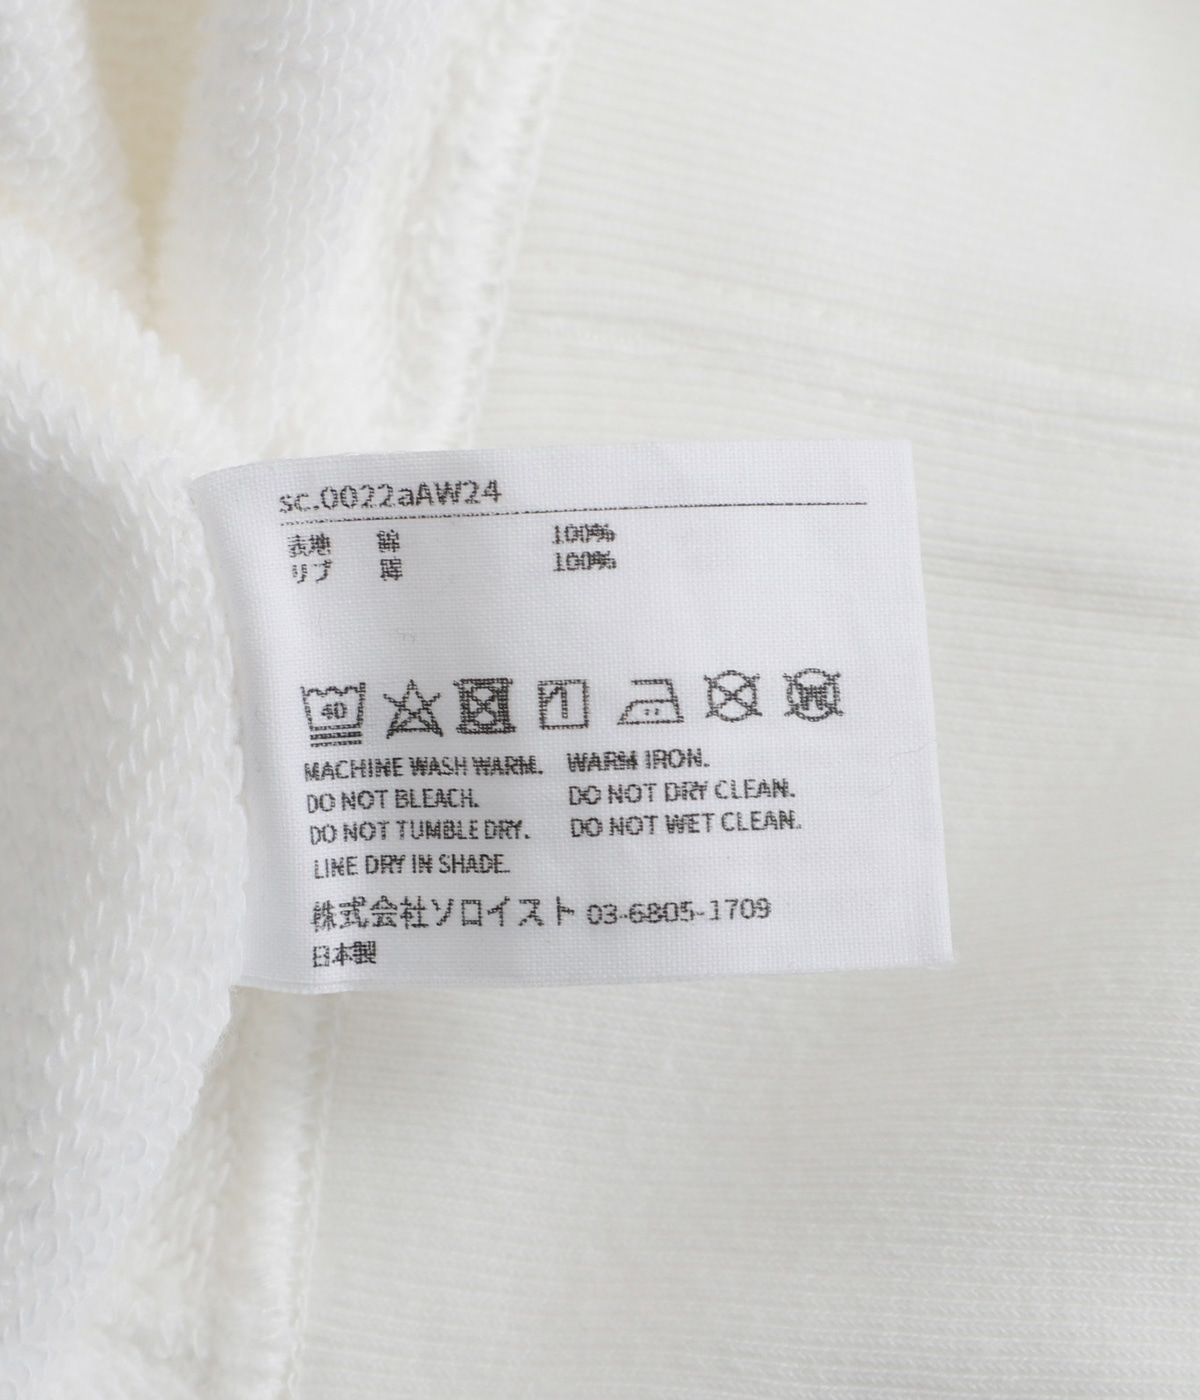 sc.0022aAW24
表地 綿 100%
リブ 綿 100%
40
MACHINE WASH WARM. WARM IRON.
DO NOT BLEACH. DO NOT DRY CLEAN.
DO NOT TUMBLE DRY. DO NOT WET CLEAN.
LINE DRY IN SHADE.
株式会社ソロイスト 03-6805-1709
日本製